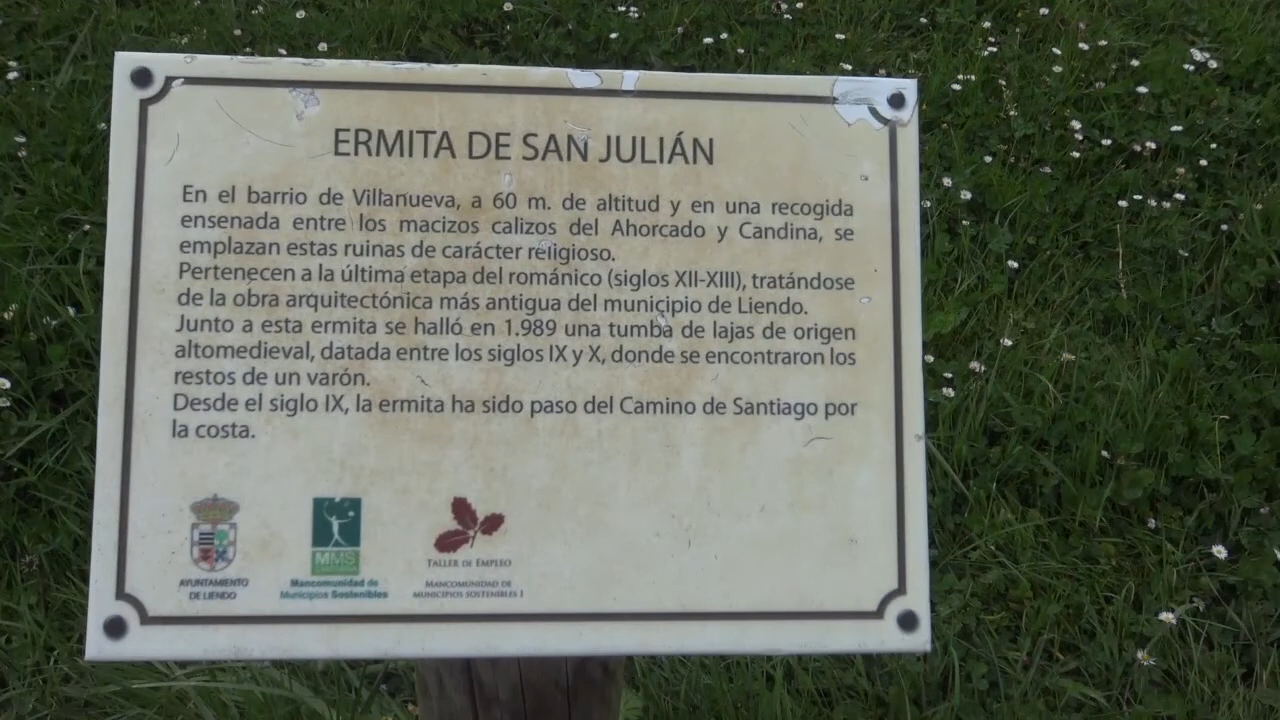 ERMITA DE SAN JULIÁN
En el barrio de Villanueva, a 60 m. de altitud y en una recogida
ensenada entre los macizos calizos del Ahorcado y Candina, se
emplazan estas ruinas de carácter religioso.
Pertenecen a la última etapa del románico (siglos XII-XIII), tratándose
de la obra arquitectónica más antigua del municipio de Liendo.
Junto a esta ermita se halló en 1.989 una tumba de lajas de origen
altomedieval, datada entre los siglos IX y X, donde se encontraron los
restos de un varón.
Desde el siglo IX, la ermita ha sido paso del Camino de Santiago por
la costa.
AYUNTAMIENTO
DE LIENDO
MMS
Mancomunidad de
Municipios Sostenibles
TALLER DE EMPLEO
MANCOMUNIDAD DE
MUNICIPIOS SOSTENIBLES I